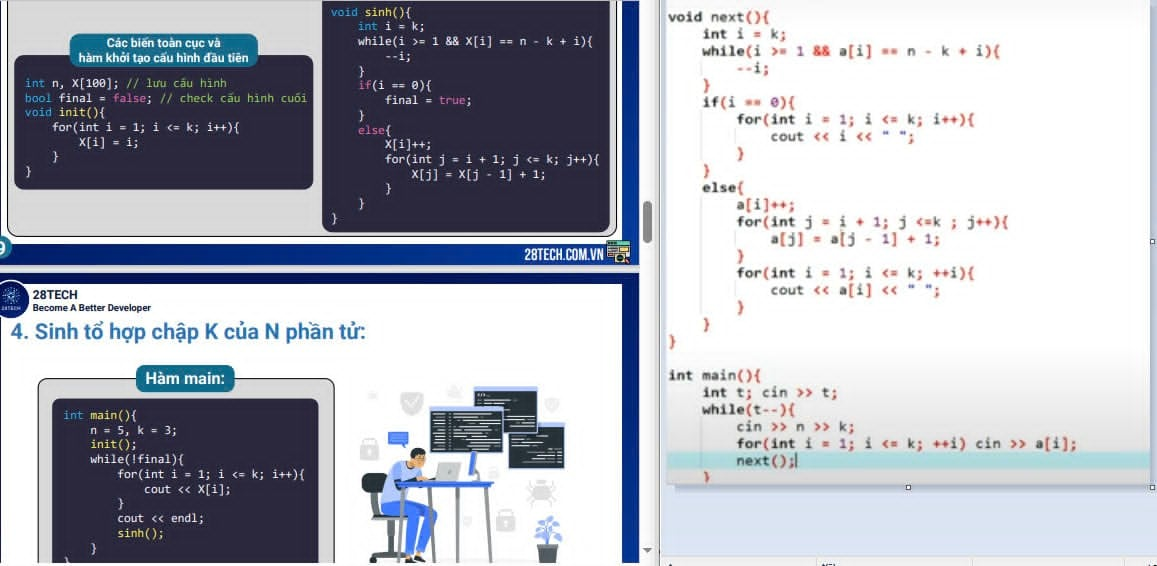 Các biến toàn cục và
hàm khởi tạo cấu hình đầu tiên
int n, X[100]; // lưu cấu hình
bool final = false; // check cấu hình cuối
void init(){
for(int i = 1; i <= k; i++){
X[i] = i;
}
}
void sinh(){
int i = k;
while(i >= 1 && X[i] == n - k + i){
--i;
}
if(i == 0){
final = true;
}
else{
X[i]++;
for(int j = i + 1; j <= k; j++){
X[j] = X[j - 1] + 1;
}
}
}
28TECH.COM.VN
28TECH
Become A Better Developer
4. Sinh tổ hợp chập K của N phần tử:
Hàm main:
int main(){
n = 5, k = 3;
init();
while(!final){
for(int i = 1; i <= k; i++){
cout << X[i];
}
cout << endl;
sinh();
}
void next(){
int i = k;
while(i >= 1 && a[i] == n - k + i){
--i;
}
if(i == 0){
for(int i = 1; i <= k; i++){
cout << i << " ";
}
}
else{
a[i]++;
for(int j = i + 1; j <=k ; j++){
a[j] = a[j - 1] + 1;
}
for(int i = 1; i <= k; ++i){
cout << a[i] << " ";
}
}
}
int main(){
int t; cin >> t;
while(t--){
cin >> n >> k;
for(int i = 1; i <= k; ++i) cin >> a[i];
next();
}